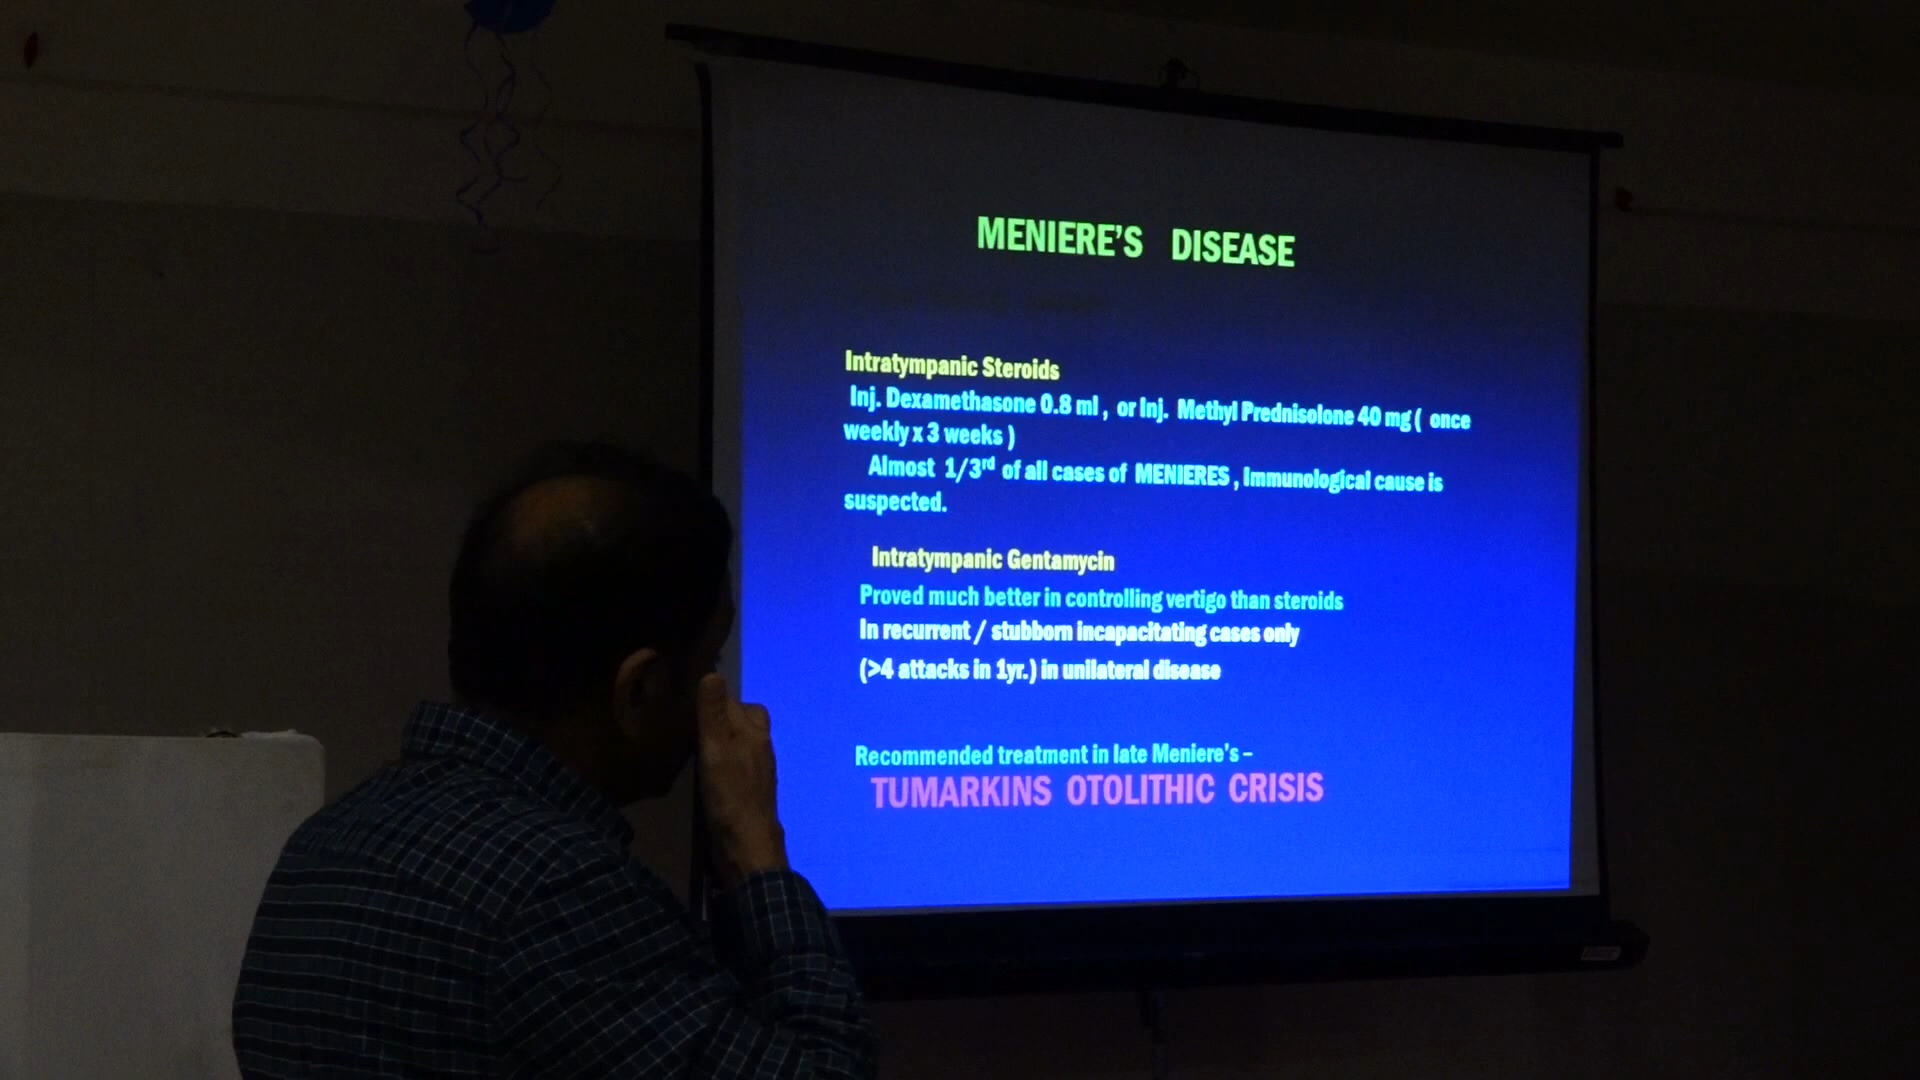 MENIERE'S DISEASE
Intratympanic Steroids
Inj. Dexamethasone 0.8 ml , or Inj. Methyl Prednisolone 40 mg ( once
weekly x 3 weeks )
Almost 1/3rd of all cases of MENIERES , Immunological cause is
suspected.
Intratympanic Gentamycin
Proved much better in controlling vertigo than steroids
In recurrent / stubborn incapacitating cases only
(>4 attacks in 1yr.) in unilateral disease
Recommended treatment in late Meniere's –
TUMARKINS OTOLITHIC CRISIS